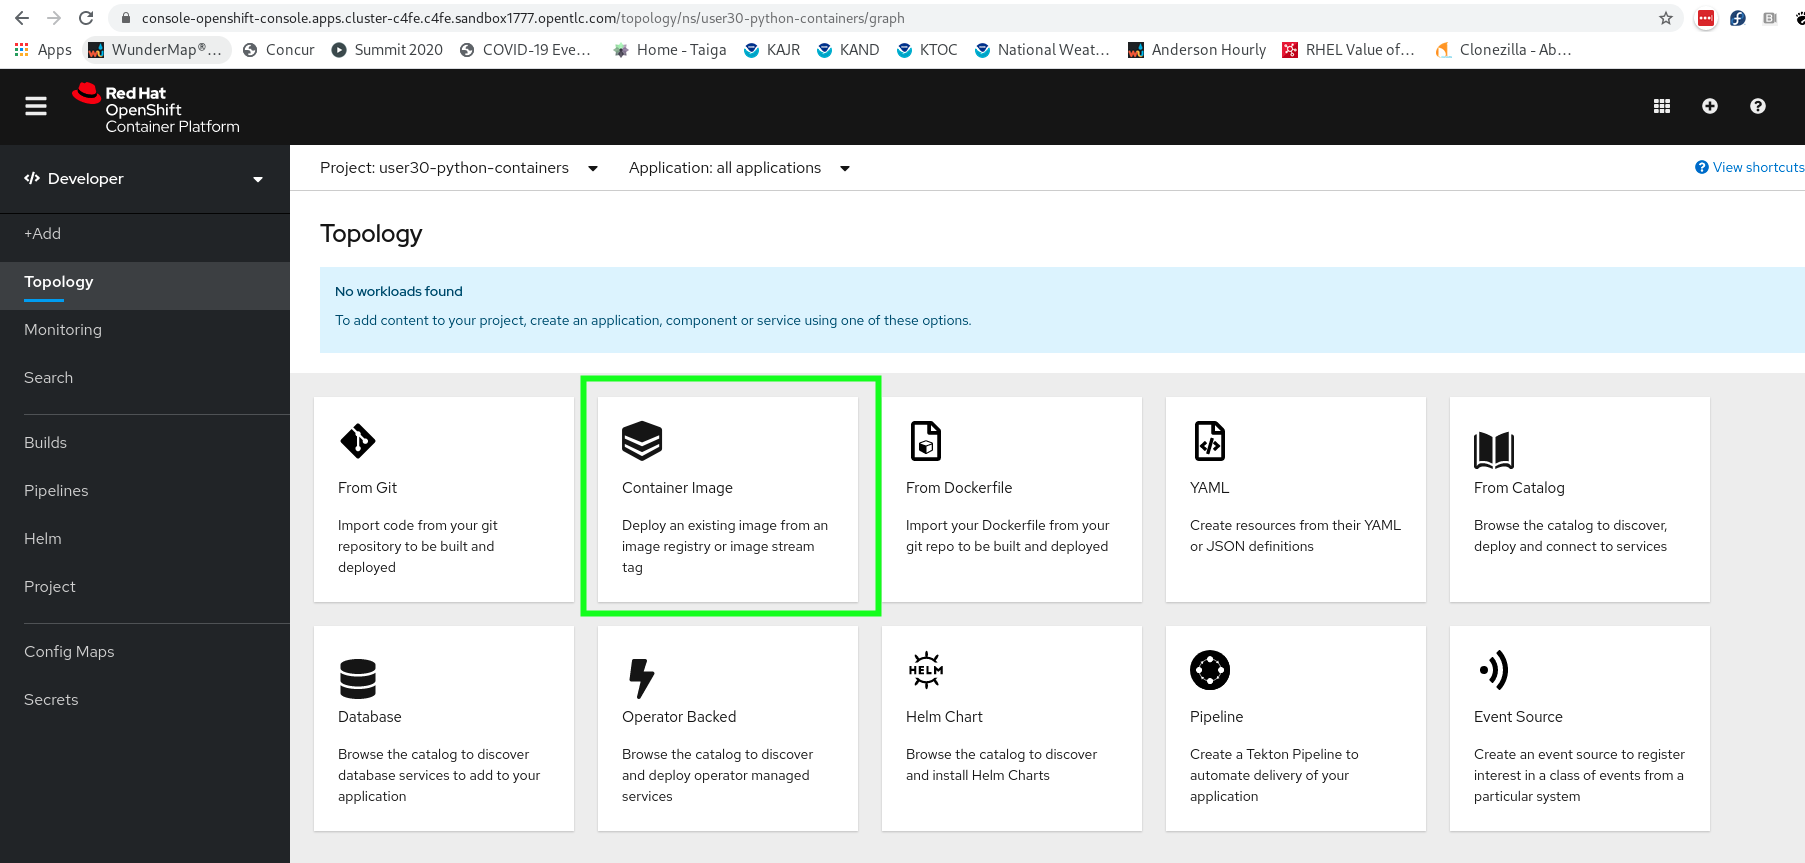 console-openshift-console.apps.cluster-c4fe.c4fe.sandbox1777.opentlc.com/topology/ns/user30-python-containers/graph
Apps WunderMap®... Concur Summit 2020 COVID-19 Eve... Home - Taiga KAJR KAND KTOC National Weat... Anderson Hourly RHEL Value of... Clonezilla - Ab...
Red Hat
OpenShift
Container Platform
Developer
+Add
Topology
Monitoring
Search
Builds
Pipelines
Helm
Project
Config Maps
Secrets
Project: user30-python-containers Application: all applications View shortcuts
Topology
No workloads found
To add content to your project, create an application, component or service using one of these options.
From Git
Import code from your git
repository to be built and
deployed
Container Image
Deploy an existing image from an
image registry or image stream
tag
From Dockerfile
Import your Dockerfile from your
git repo to be built and deployed
YAML
Create resources from their YAML
or JSON definitions
From Catalog
Browse the catalog to discover,
deploy and connect to services
Database
Browse the catalog to discover
database services to add to your
application
Operator Backed
Browse the catalog to discover
and deploy operator managed
services
HELM
Helm Chart
Browse the catalog to discover
and install Helm Charts
Pipeline
Create a Tekton Pipeline to
automate delivery of your
application
Event Source
Create an event source to register
interest in a class of events from a
particular system